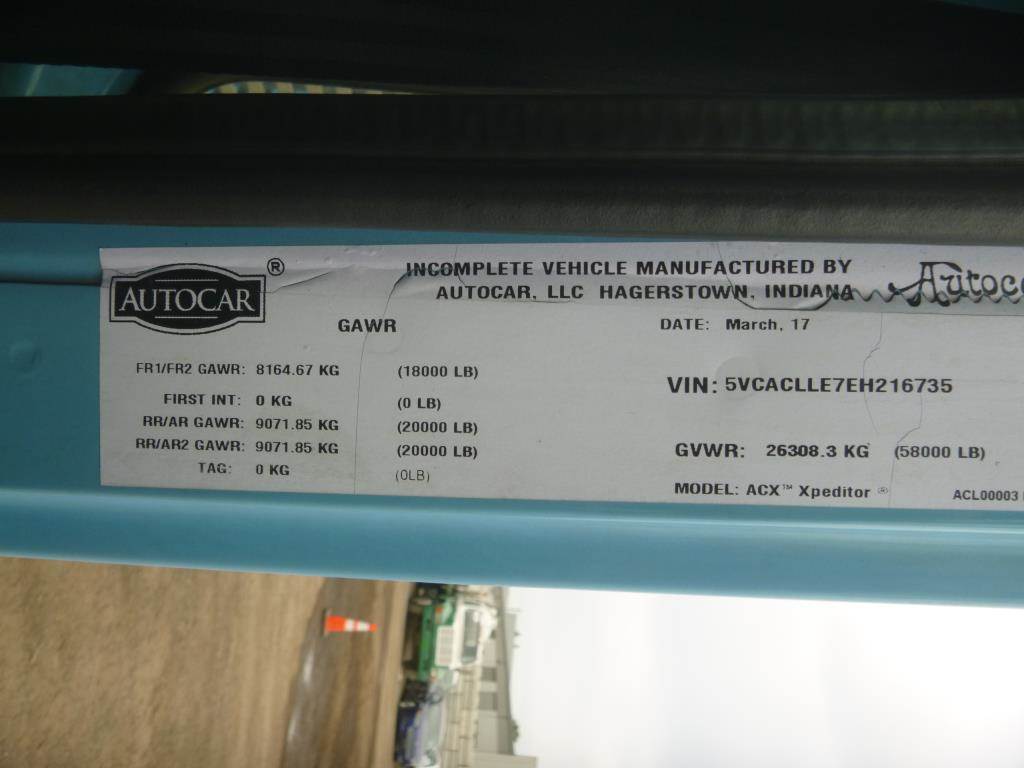 AUTOCAR ®
INCOMPLETE VEHICLE MANUFACTURED BY
AUTOCAR, LLC HAGERSTOWN, INDIANA
GAWR
DATE: March, 17
FR1/FR2 GAWR: 8164.67 KG (18000 LB)
FIRST INT: 0 KG (0 LB)
RR/AR GAWR: 9071.85 KG (20000 LB)
RR/AR2 GAWR: 9071.85 KG (20000 LB)
TAG: 0 KG (0LB)
VIN: 5VCACLLE7EH216735
GVWR: 26308.3 KG (58000 LB)
MODEL: ACX™ Xpeditor ®
ACL00003